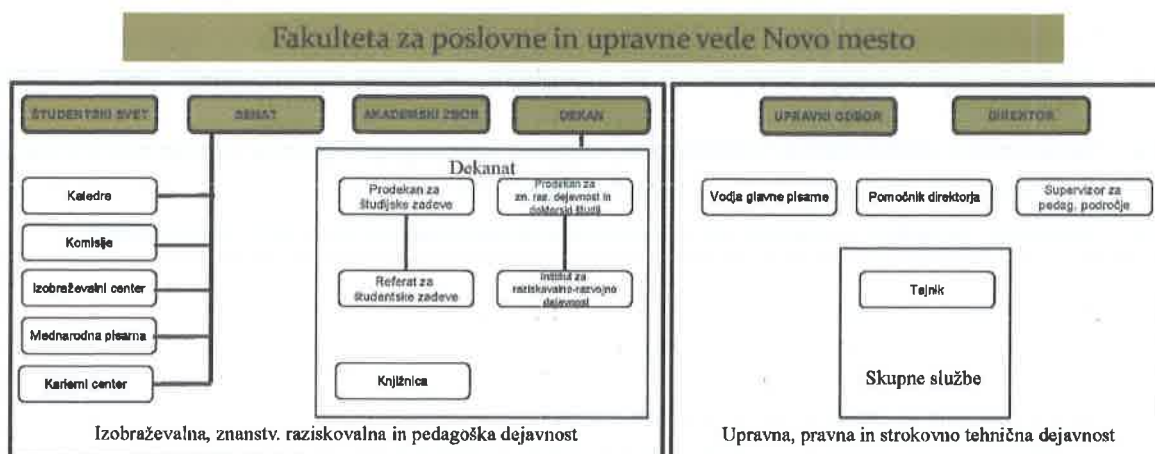 Fakulteta za poslovne in upravne vede Novo mesto
ŠTUDENTSKI SVET
SENAT
AKADEMSKI ZBOR
DEKAN
Katedre
Komisije
Izobraževalni center
Mednarodna pisarna
Karierni center
Dekanat
Prodekan za
študijske zadeve
Prodekan za
zn. raz. dejavnost in
doktorski študij
Referat za
študentske zadeve
Inštitut za
raziskovalno-razvojno
dejavnost
Knjižnica
Izobraževalna, znanstv. raziskovalna in pedagoška dejavnost
UPRAVNI ODBOR
DIREKTOR
Vodja glavne pisarne
Pomočnik direktorja
Supervizor za
pedag. področje
Tajnik
Skupne službe
Upravna, pravna in strokovno tehnična dejavnost